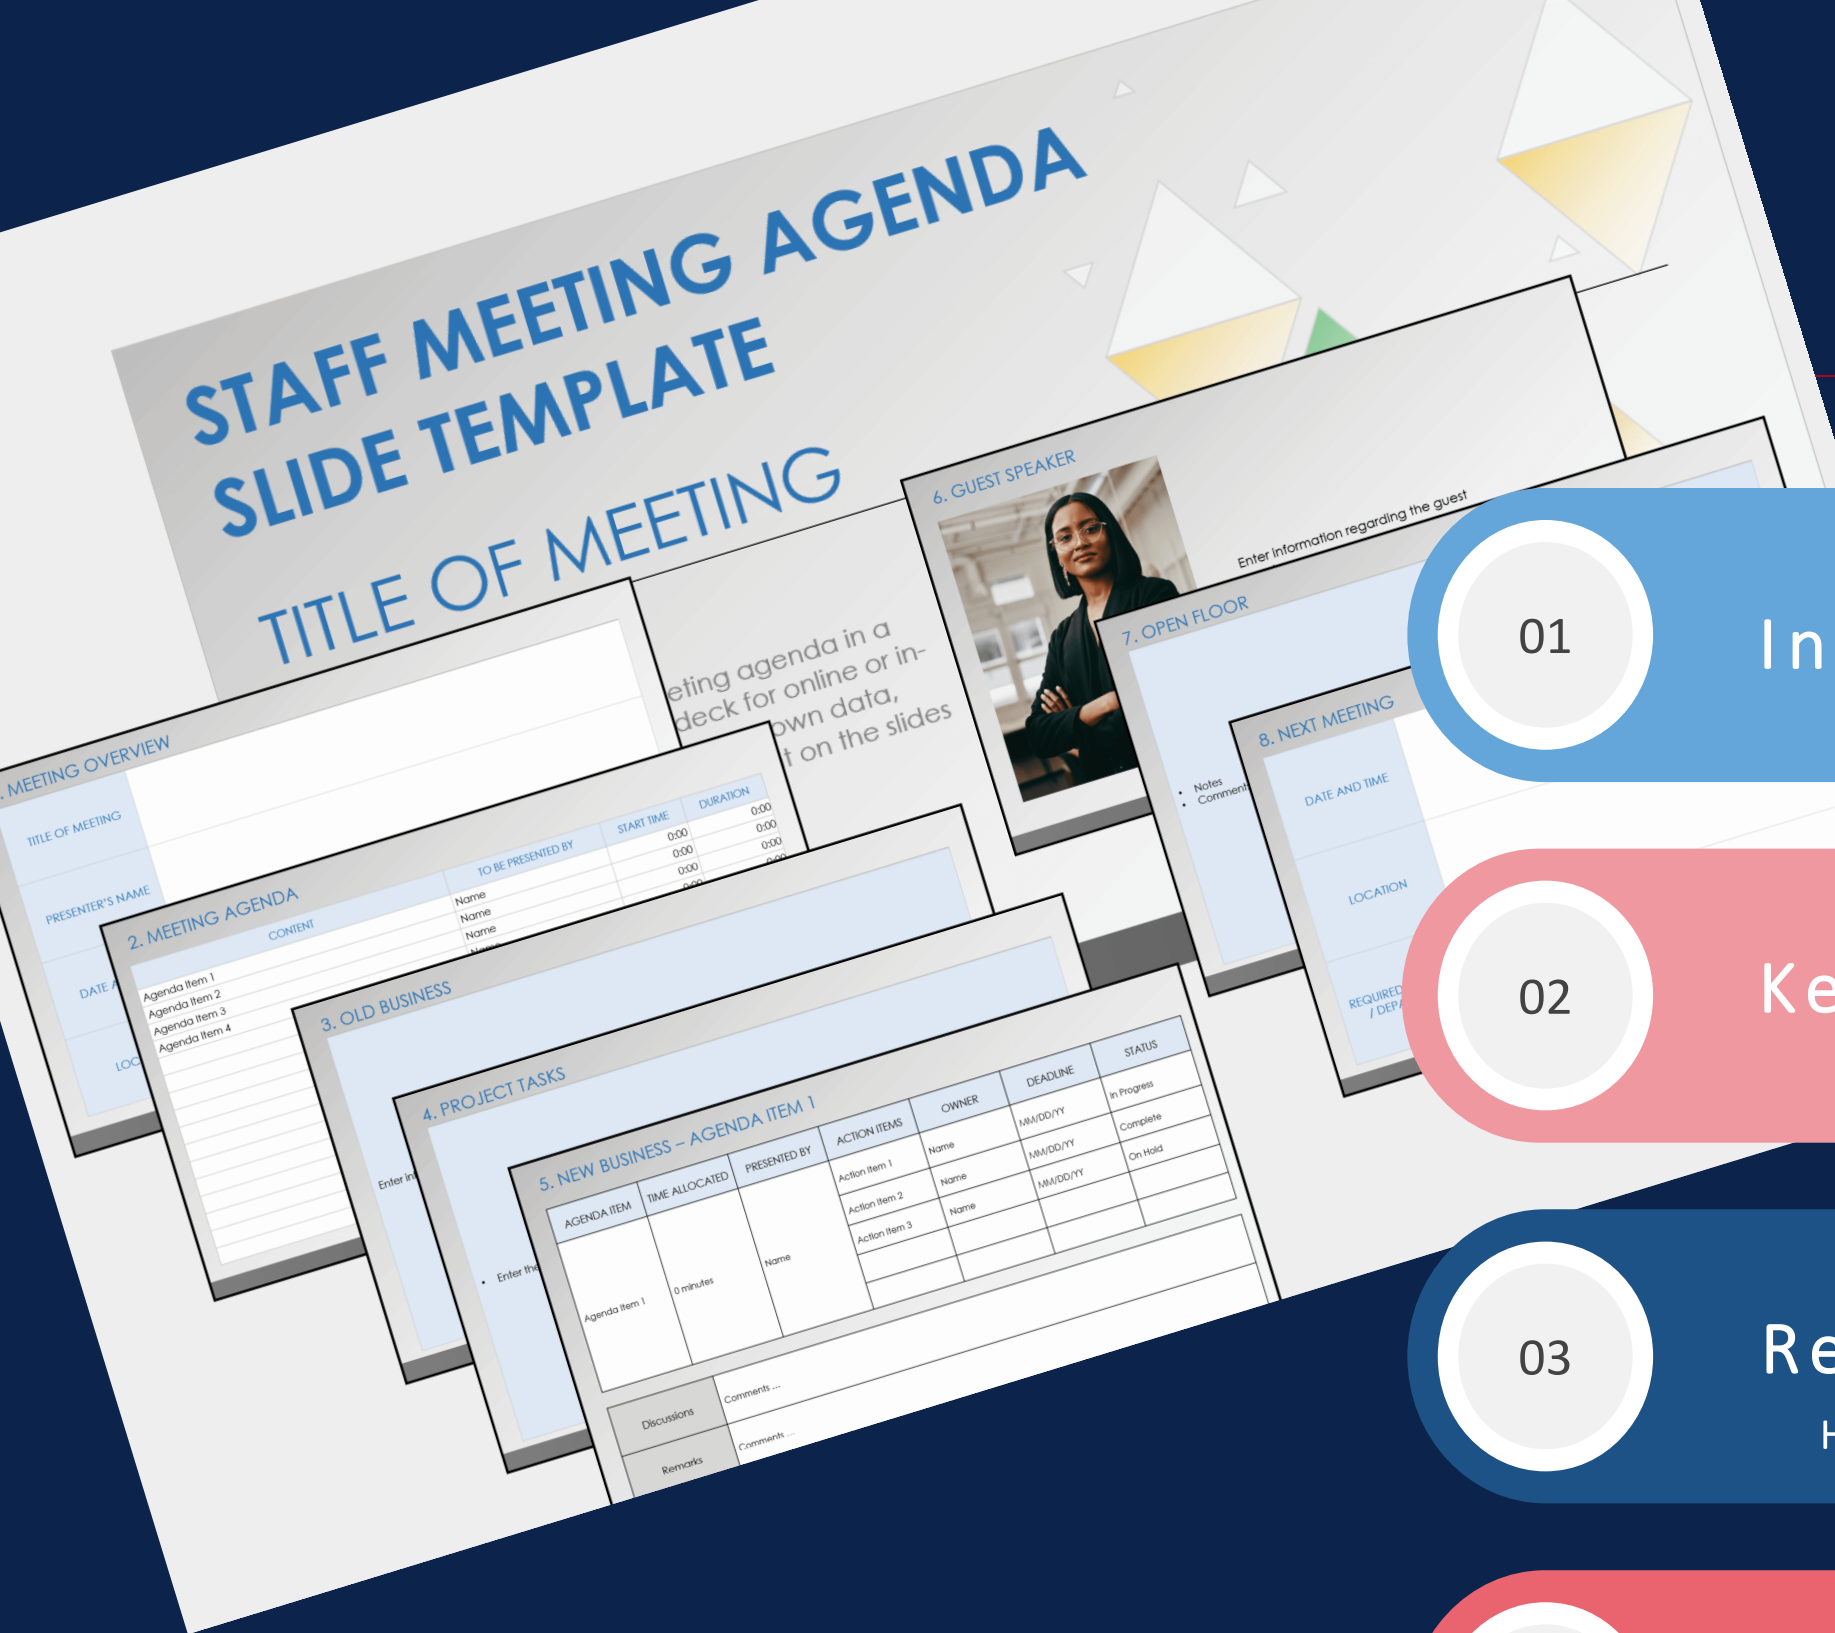 STAFF MEETING AGENDA
SLIDE TEMPLATE
TITLE OF MEETING
eting agenda in a
deck for online or in-
own data,
t on the slides
. MEETING OVERVIEW
TITLE OF MEETING
PRESENTER'S NAME
DATE A
LOC
2. MEETING AGENDA
CONTENT
TO BE PRESENTED BY
START TIME
DURATION
Agenda Item 1
Name
0:00
0:00
Agenda Item 2
Name
0:00
0:00
Agenda Item 3
Name
0:00
0:00
Agenda Item 4
Name
0:00
0:00
3. OLD BUSINESS
Enter in
4. PROJECT TASKS
• Enter the
5. NEW BUSINESS – AGENDA ITEM 1
AGENDA ITEM
TIME ALLOCATED
PRESENTED BY
ACTION ITEMS
OWNER
DEADLINE
STATUS
Agenda Item 1
0 minutes
Name
Action Item 1
Name
MM/DD/YY
In Progress
Action Item 2
Name
MM/DD/YY
Complete
Action Item 3
Name
MM/DD/YY
On Hold
Discussions
Comments ...
Remarks
Comments ...
6. GUEST SPEAKER
Enter information regarding the guest
7. OPEN FLOOR
• Notes
• Comment
8. NEXT MEETING
DATE AND TIME
LOCATION
REQUIRED
/ DEPA
01
In
02
Ke
03
Re
H